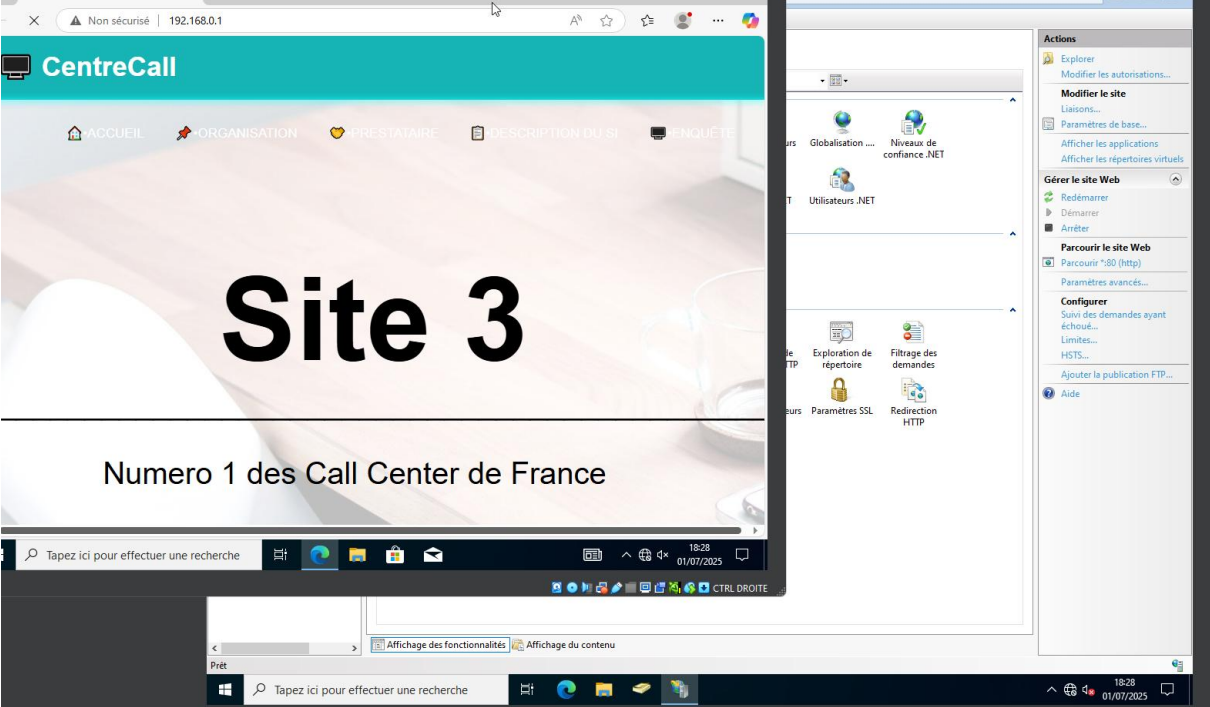 Non sécurisé 192.168.0.1
CentreCall
ACCUEIL ORGANISATION PRESTATAIRE DESCRIPTION DU SI ENQUÊTE
Site 3
Numero 1 des Call Center de France
Tapez ici pour effectuer une recherche
18:28
01/07/2025
CTRL DROITE
Globalisation ....
Niveaux de
confiance .NET
Utilisateurs .NET
Exploration de
répertoire
Filtrage des
demandes
Paramètres SSL
Redirection
HTTP
Actions
Explorer
Modifier les autorisations...
Modifier le site
Liaisons...
Paramètres de base...
Afficher les applications
Afficher les répertoires virtuels
Gérer le site Web
Redémarrer
Démarrer
Arrêter
Parcourir le site Web
Parcourir *:80 (http)
Paramètres avancés...
Configurer
Suivi des demandes ayant
échoué...
Limites...
HSTS...
Ajouter la publication FTP...
Aide
Affichage des fonctionnalités Affichage du contenu
Prêt
Tapez ici pour effectuer une recherche
18:28
01/07/2025